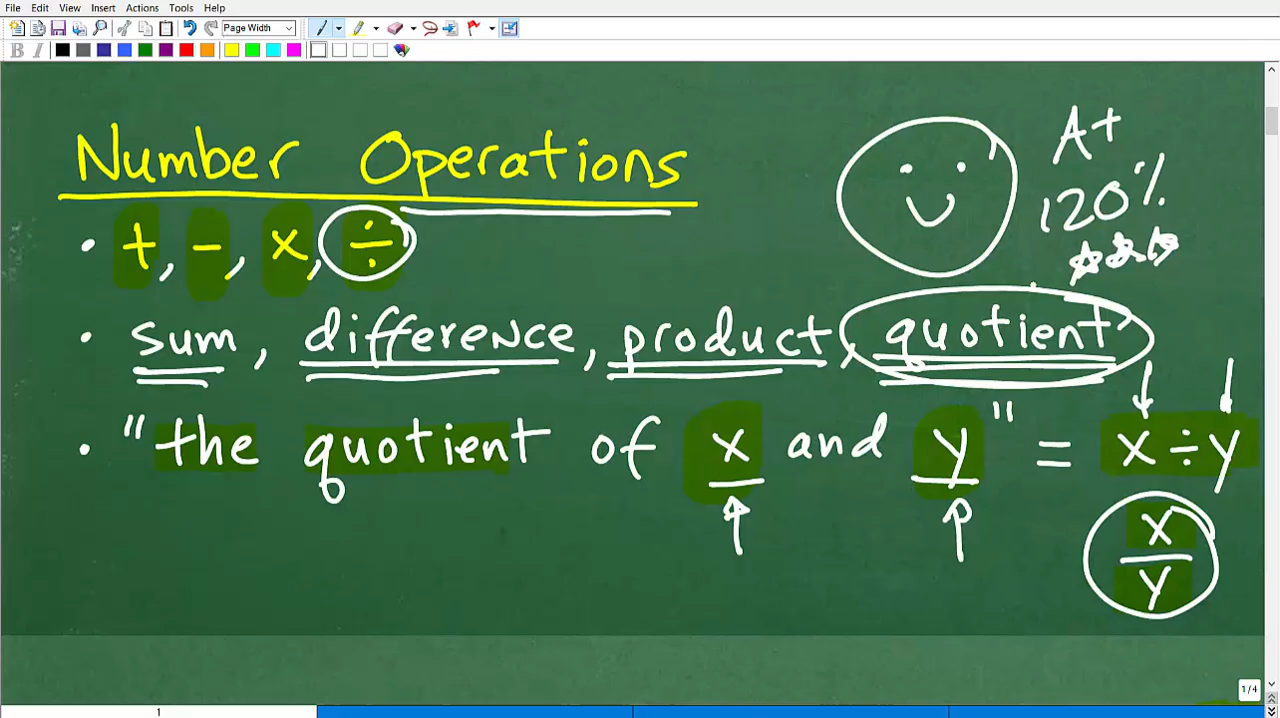 File Edit View Insert Actions Tools Help
Page Width
B I
Number Operations
A+
120%
• +, -, x, ÷
• sum, difference, product, quotient
• "the quotient of x and y" = x ÷ y
x
y
1/4
1